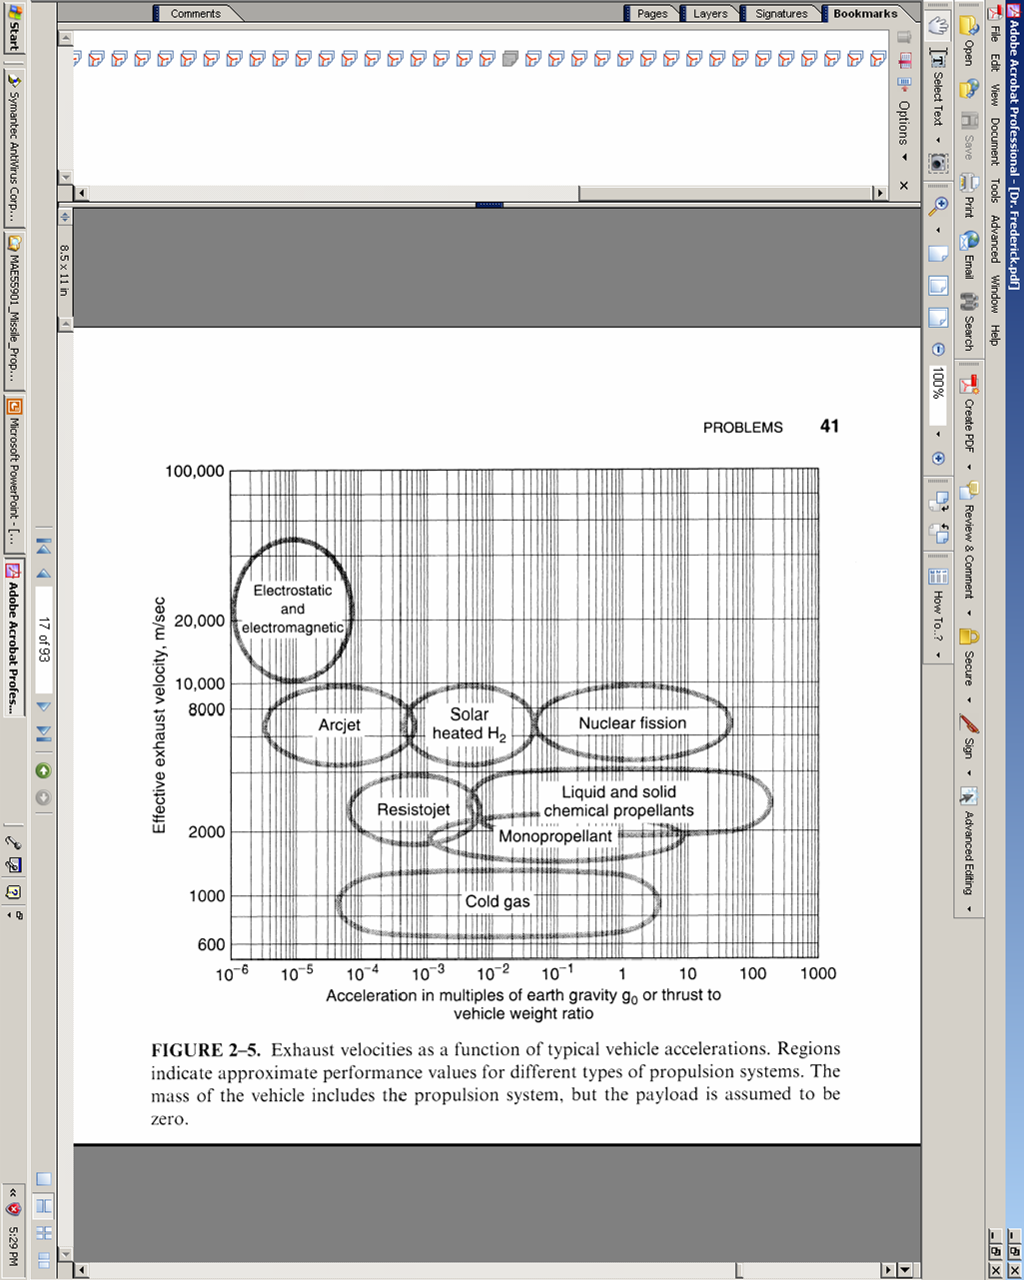 Adobe Acrobat Professional - [Dr. Frederick.pdf]
File Edit View Document Tools Advanced Window Help
Open Save Print Email Search Create PDF Review & Comment Secure Sign Advanced Editing
Select Text 100% How To..?
Bookmarks
Signatures
Layers
Pages
Comments
Options
PROBLEMS 41
100,000
20,000
10,000
8000
2000
1000
600
Effective exhaust velocity, m/sec
Electrostatic
and
electromagnetic
Arcjet
Solar
heated H₂
Nuclear fission
Resistojet
Liquid and solid
chemical propellants
Monopropellant
Cold gas
10⁻⁶ 10⁻⁵ 10⁻⁴ 10⁻³ 10⁻² 10⁻¹ 1 10 100 1000
Acceleration in multiples of earth gravity g₀ or thrust to
vehicle weight ratio
FIGURE 2–5. Exhaust velocities as a function of typical vehicle accelerations. Regions
indicate approximate performance values for different types of propulsion systems. The
mass of the vehicle includes the propulsion system, but the payload is assumed to be
zero.
8.5 x 11 in
17 of 93
Start
Symantec AntiVirus Corp...
MAE55901_Missile_Prop...
Microsoft PowerPoint - [...
Adobe Acrobat Profes...
5:29 PM